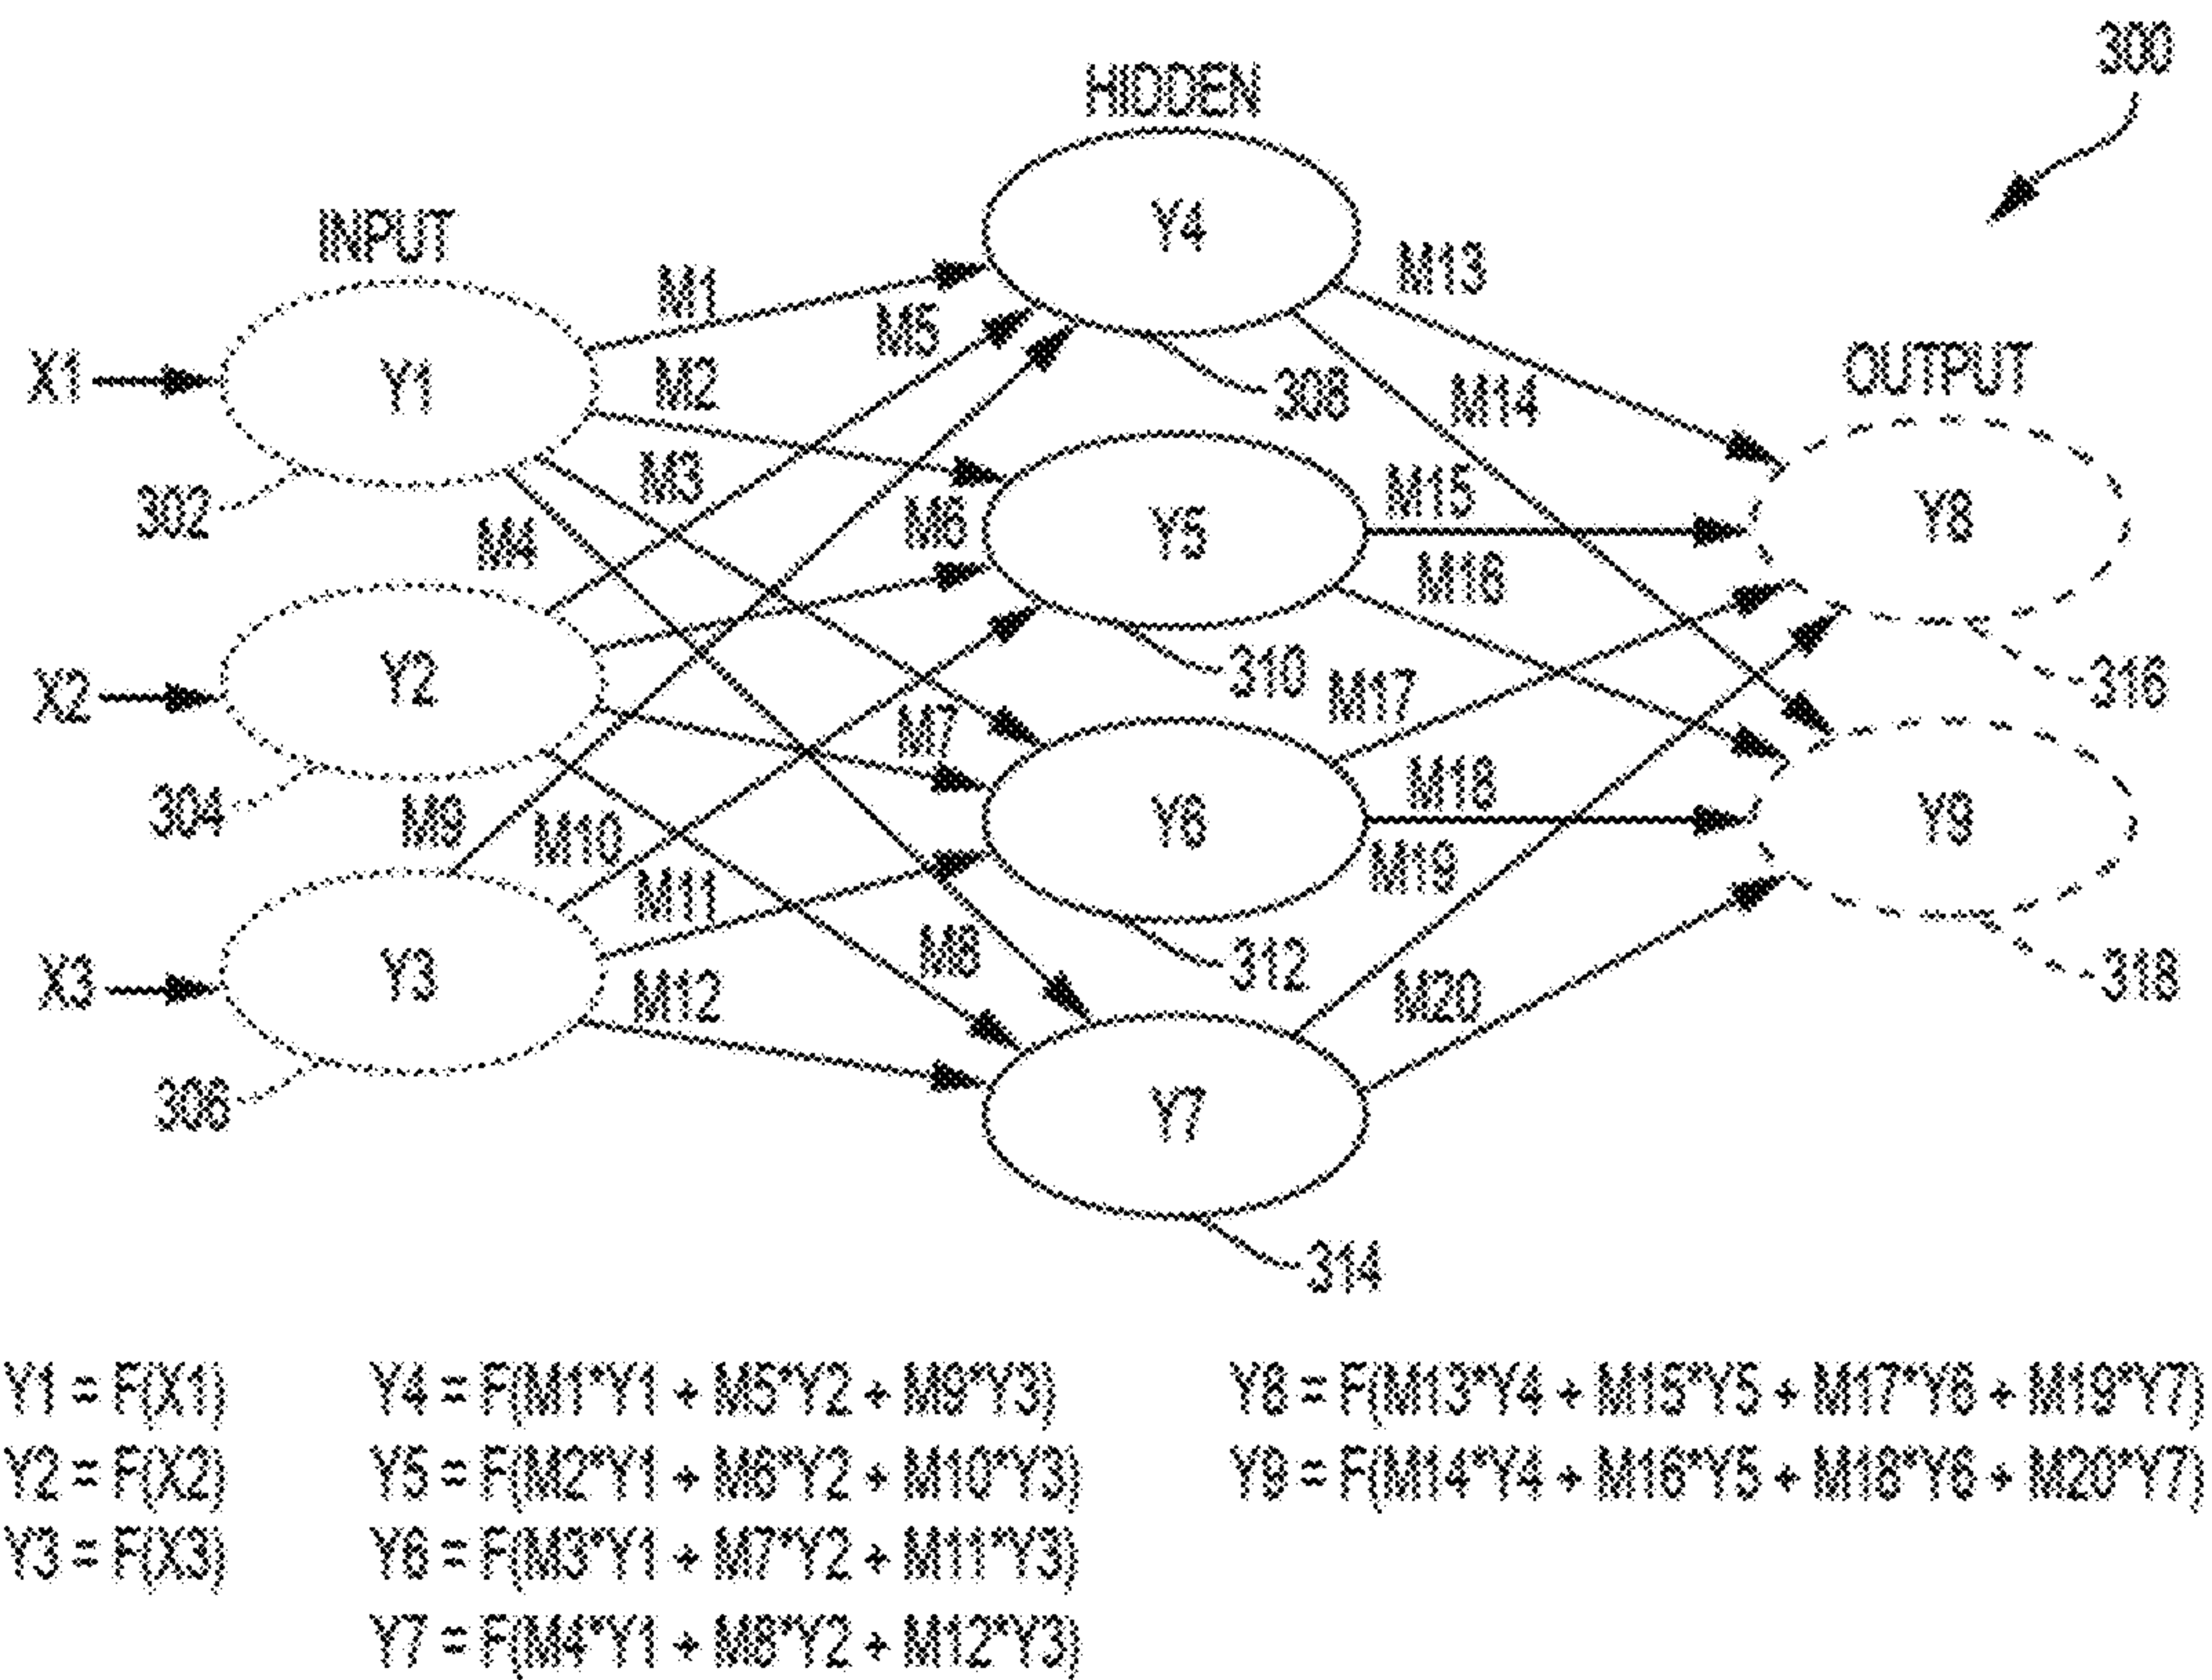 300
HIDDEN
Y4
INPUT
M1
M13
M5
X1
Y1
M2
308
M14
OUTPUT
302
M3
M4
M6
Y5
M15
Y8
M16
X2
Y2
310
M17
316
M7
304
M9
M10
Y6
M18
Y9
M19
M11
X3
Y3
M8
312
318
M12
M20
306
Y7
314
Y1 = F(X1)
Y2 = F(X2)
Y3 = F(X3)
Y4 = F(M1*Y1 + M5*Y2 + M9*Y3)
Y5 = F(M2*Y1 + M6*Y2 + M10*Y3)
Y6 = F(M3*Y1 + M7*Y2 + M11*Y3)
Y7 = F(M4*Y1 + M8*Y2 + M12*Y3)
Y8 = F(M13*Y4 + M15*Y5 + M17*Y6 + M19*Y7)
Y9 = F(M14*Y4 + M16*Y5 + M18*Y6 + M20*Y7)